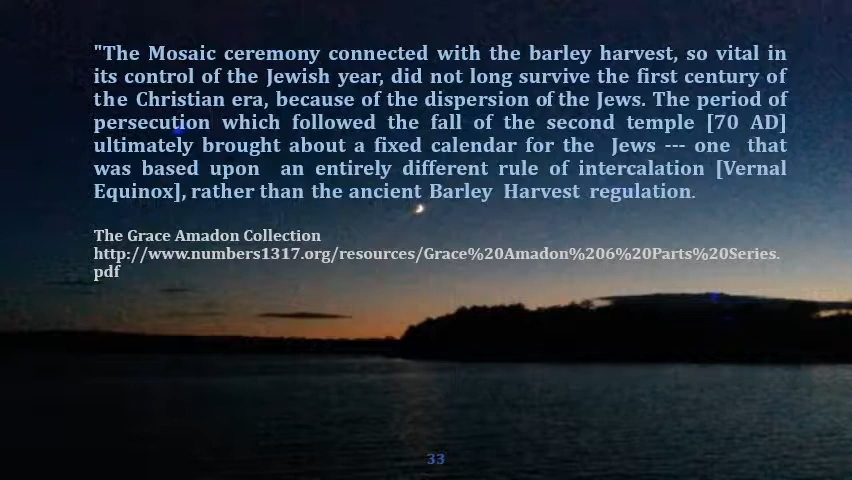 "The Mosaic ceremony connected with the barley harvest, so vital in
its control of the Jewish year, did not long survive the first century of
the Christian era, because of the dispersion of the Jews. The period of
persecution which followed the fall of the second temple [70 AD]
ultimately brought about a fixed calendar for the Jews --- one that
was based upon an entirely different rule of intercalation [Vernal
Equinox], rather than the ancient Barley Harvest regulation.
The Grace Amadon Collection
http://www.numbers1317.org/resources/Grace%20Amadon%206%20Parts%20Series.
pdf
33